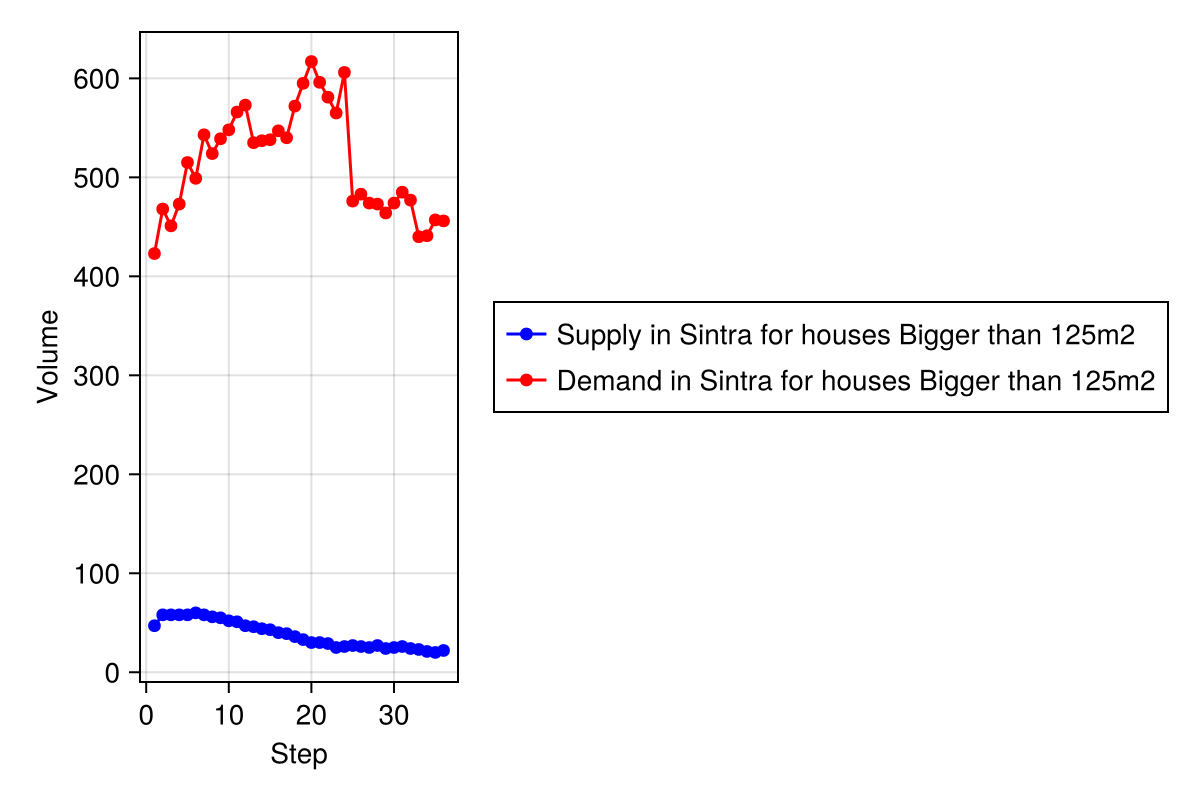 600
500
400
300
200
100
0
Volume
0 10 20 30
Step
Supply in Sintra for houses Bigger than 125m2
Demand in Sintra for houses Bigger than 125m2